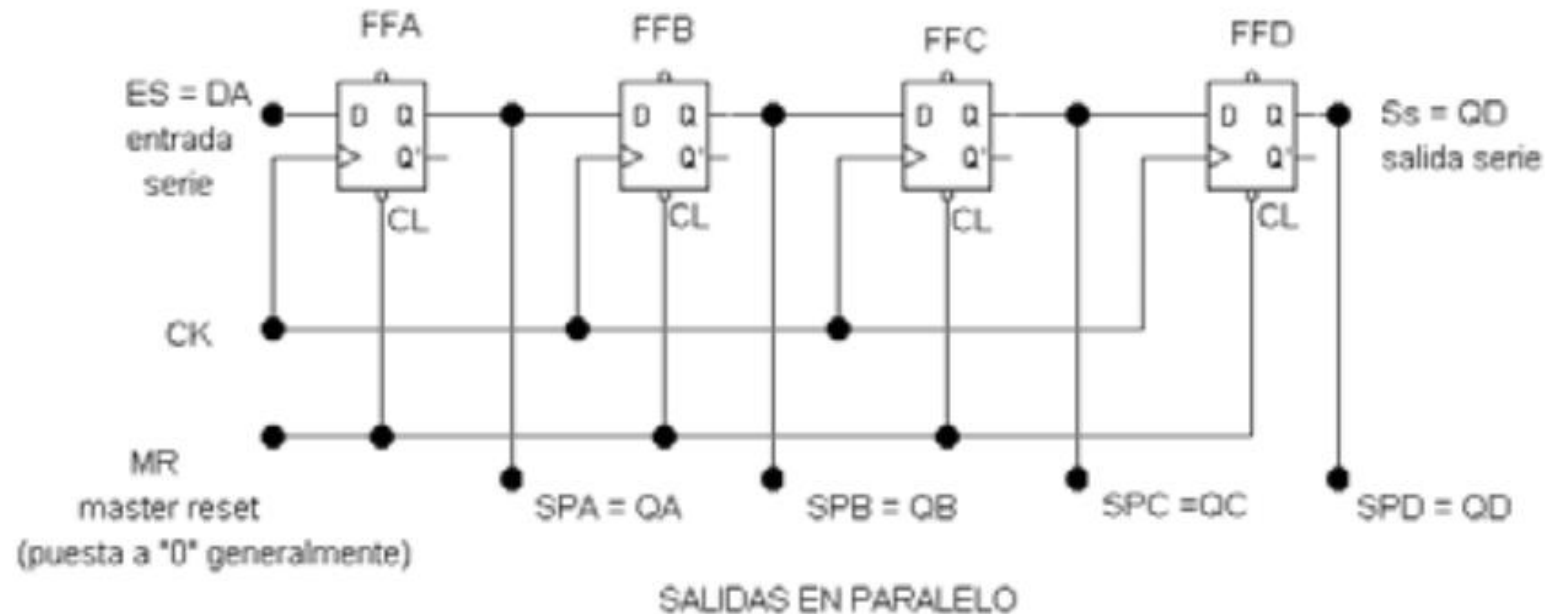 FFA
FFB
FFC
FFD
ES = DA
entrada
serie
D Q
Q'
CL
D Q
Q'
CL
D Q
Q'
CL
D Q
Q'
CL
Ss = QD
salida serie
CK
MR
master reset
(puesta a "0" generalmente)
SPA = QA
SPB = QB
SPC =QC
SPD = QD
SALIDAS EN PARALELO